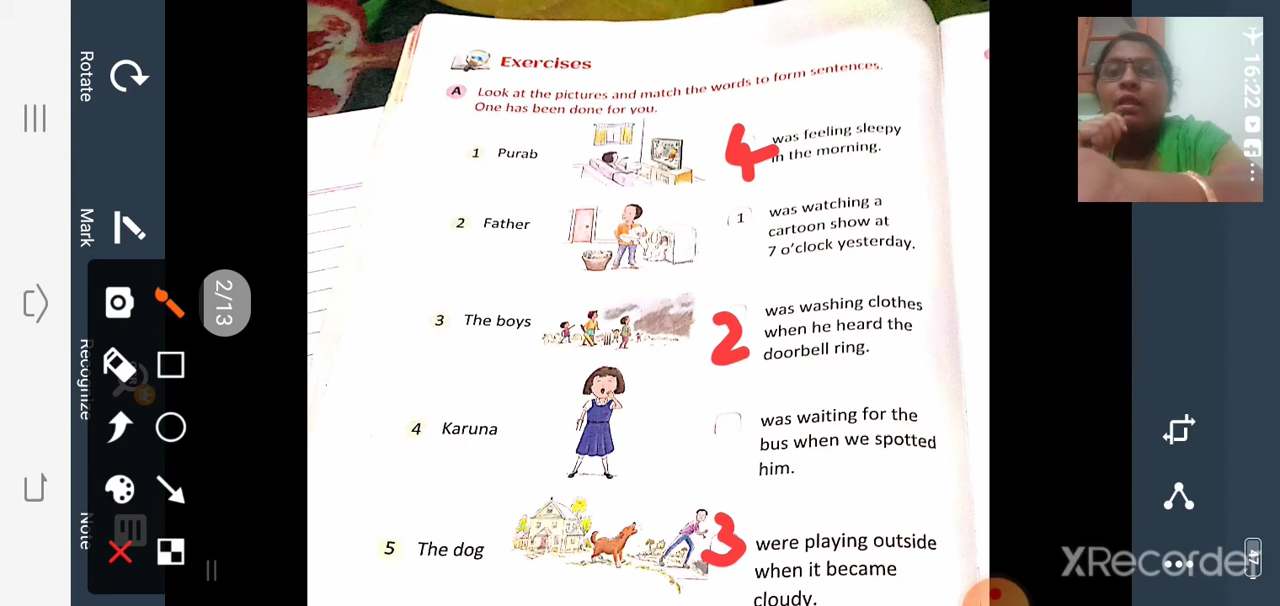 Rotate
Mark
Recognize
Note
2/13
16:22
Exercises
A Look at the pictures and match the words to form sentences.
One has been done for you.
1 Purab
4 was feeling sleepy
in the morning.
2 Father
1 was watching a
cartoon show at
7 o'clock yesterday.
3 The boys
2 was washing clothes
when he heard the
doorbell ring.
4 Karuna
was waiting for the
bus when we spotted
him.
5 The dog
3 were playing outside
when it became
cloudy.
XRecorder
47